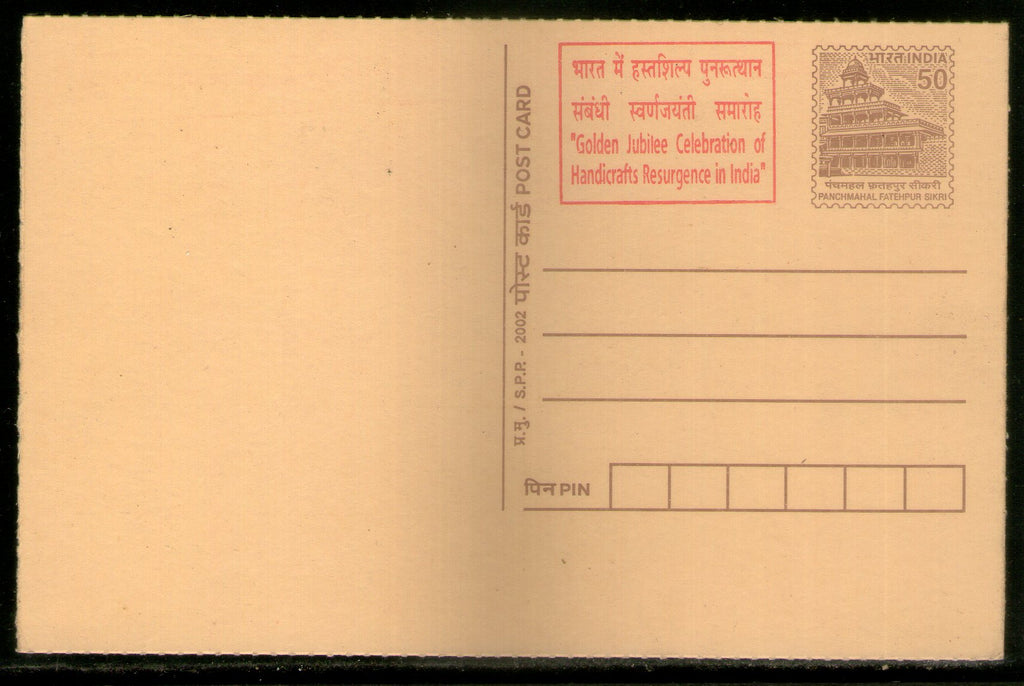 भारत में हस्तशिल्प पुनरूत्थान
संबंधी स्वर्णजयंती समारोह
"Golden Jubilee Celebration of
Handicrafts Resurgence in India"
भारत INDIA
50
पंचमहल फ़तेहपुर सीकरी
PANCHMAHAL FATEHPUR SIKRI
प्र.मु. / S.P.P. - 2002 पोस्ट कार्ड POST CARD
पिन PIN